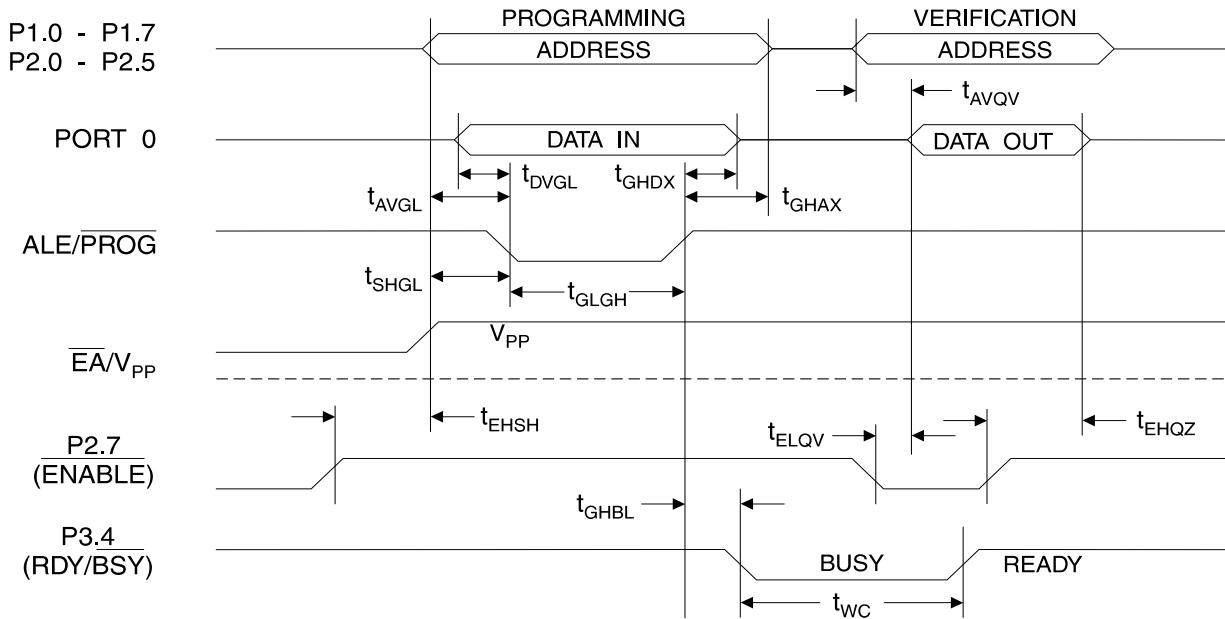 PROGRAMMING VERIFICATION
P1.0 - P1.7
P2.0 - P2.5
ADDRESS ADDRESS
tAVQV
PORT 0 DATA IN DATA OUT
tDVGL tGHDX
tAVGL tGHAX
ALE/PROG
tSHGL tGLGH
VPP
EA/VPP
tEHSH tELQV tEHQZ
P2.7
(ENABLE)
tGHBL
P3.4
(RDY/BSY) BUSY READY
tWC